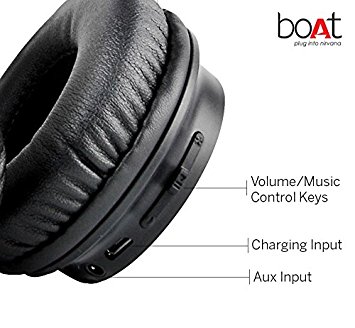 boAt
plug into nirvana
Volume/Music
Control Keys
Charging Input
Aux Input